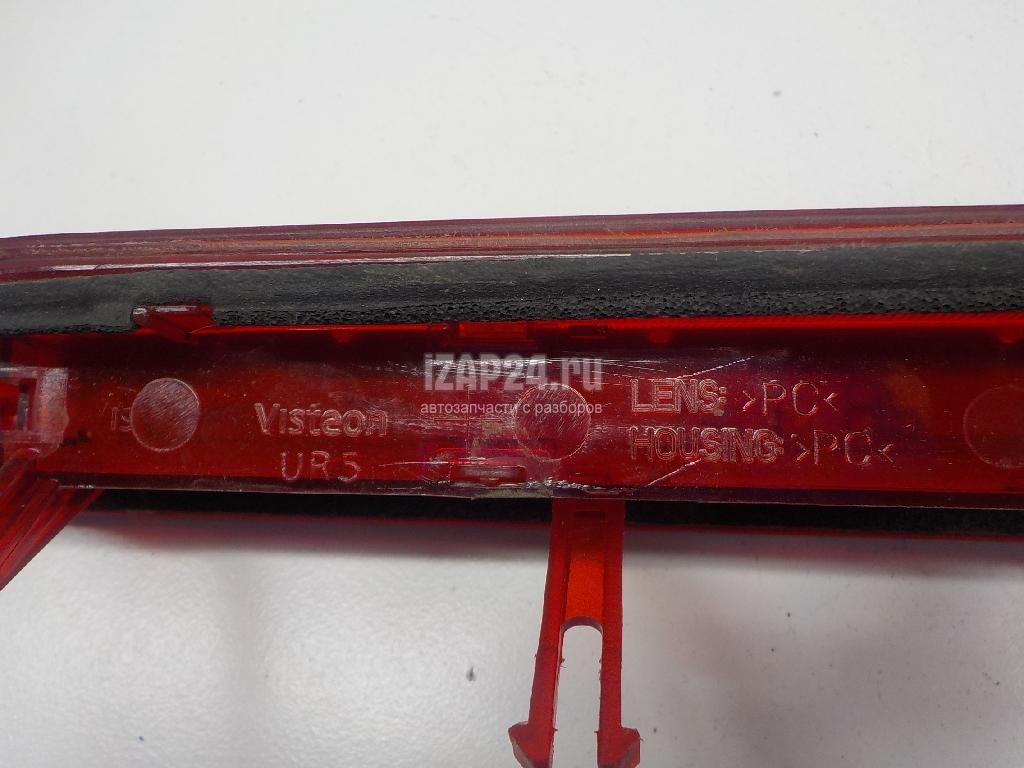 iZAP24.ru
автозапчасти с разборов
Visteon
UR5
LENS: >PC<
HOUSING: >PC<